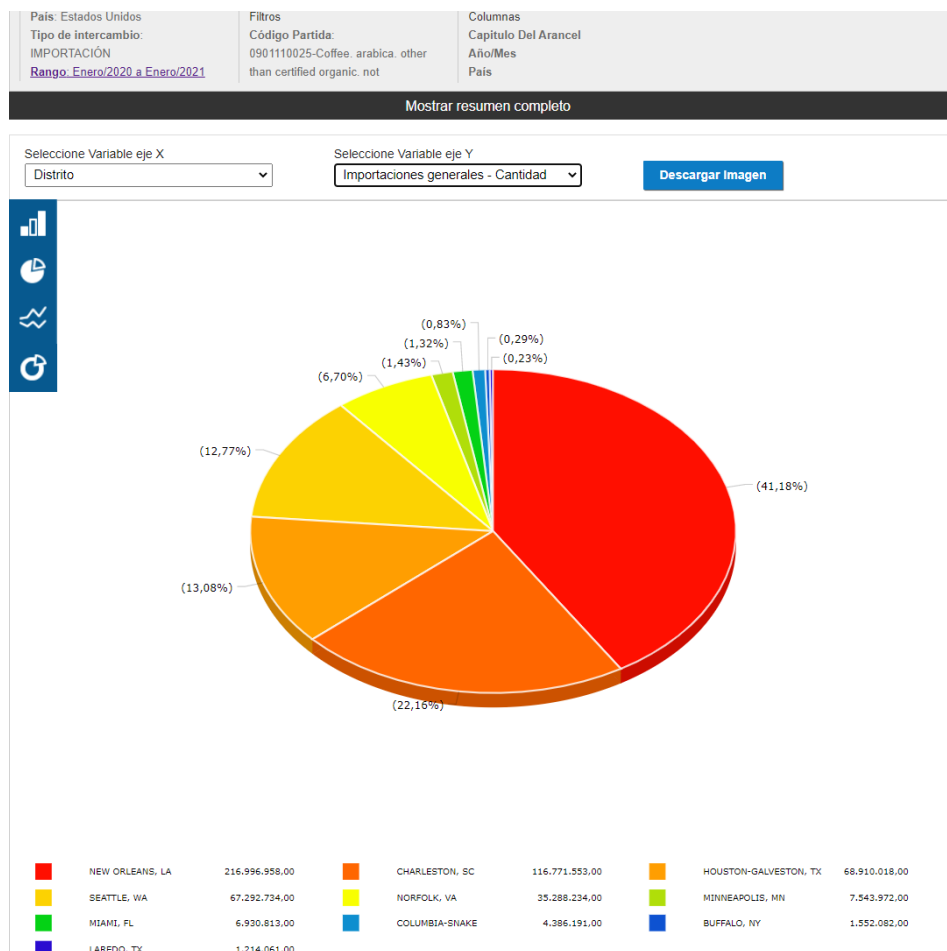 País: Estados Unidos
Tipo de intercambio:
IMPORTACIÓN
Rango: Enero/2020 a Enero/2021
Filtros
Código Partida:
0901110025-Coffee. arabica. other
than certified organic. not
Columnas
Capitulo Del Arancel
Año/Mes
País
Mostrar resumen completo
Seleccione Variable eje X
Distrito
Seleccione Variable eje Y
Importaciones generales - Cantidad
Descargar Imagen
(0,83%)
(0,29%)
(1,32%)
(0,23%)
(1,43%)
(6,70%)
(12,77%)
(41,18%)
(13,08%)
(22,16%)
NEW ORLEANS, LA 216.996.958,00 CHARLESTON, SC 116.771.553,00 HOUSTON-GALVESTON, TX 68.910.018,00
SEATTLE, WA 67.292.734,00 NORFOLK, VA 35.288.234,00 MINNEAPOLIS, MN 7.543.972,00
MIAMI, FL 6.930.813,00 COLUMBIA-SNAKE 4.386.191,00 BUFFALO, NY 1.552.082,00
LAREDO, TX 1.214.061,00